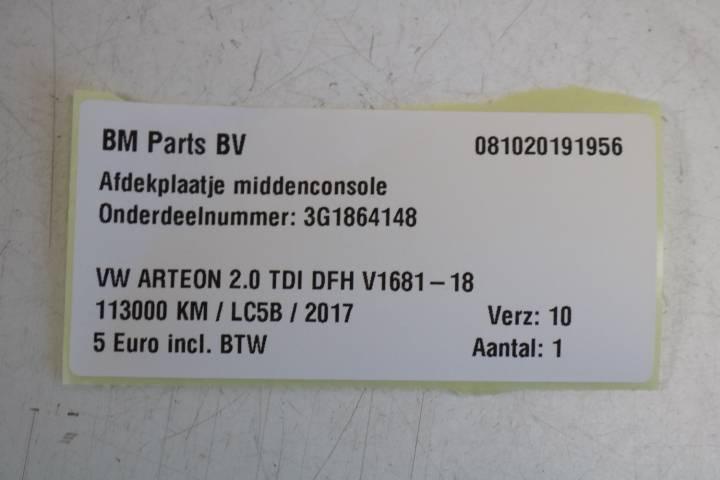 BM Parts BV 081020191956
Afdekplaatje middenconsole
Onderdeelnummer: 3G1864148
VW ARTEON 2.0 TDI DFH V1681-18
113000 KM / LC5B / 2017 Verz: 10
5 Euro incl. BTW Aantal: 1